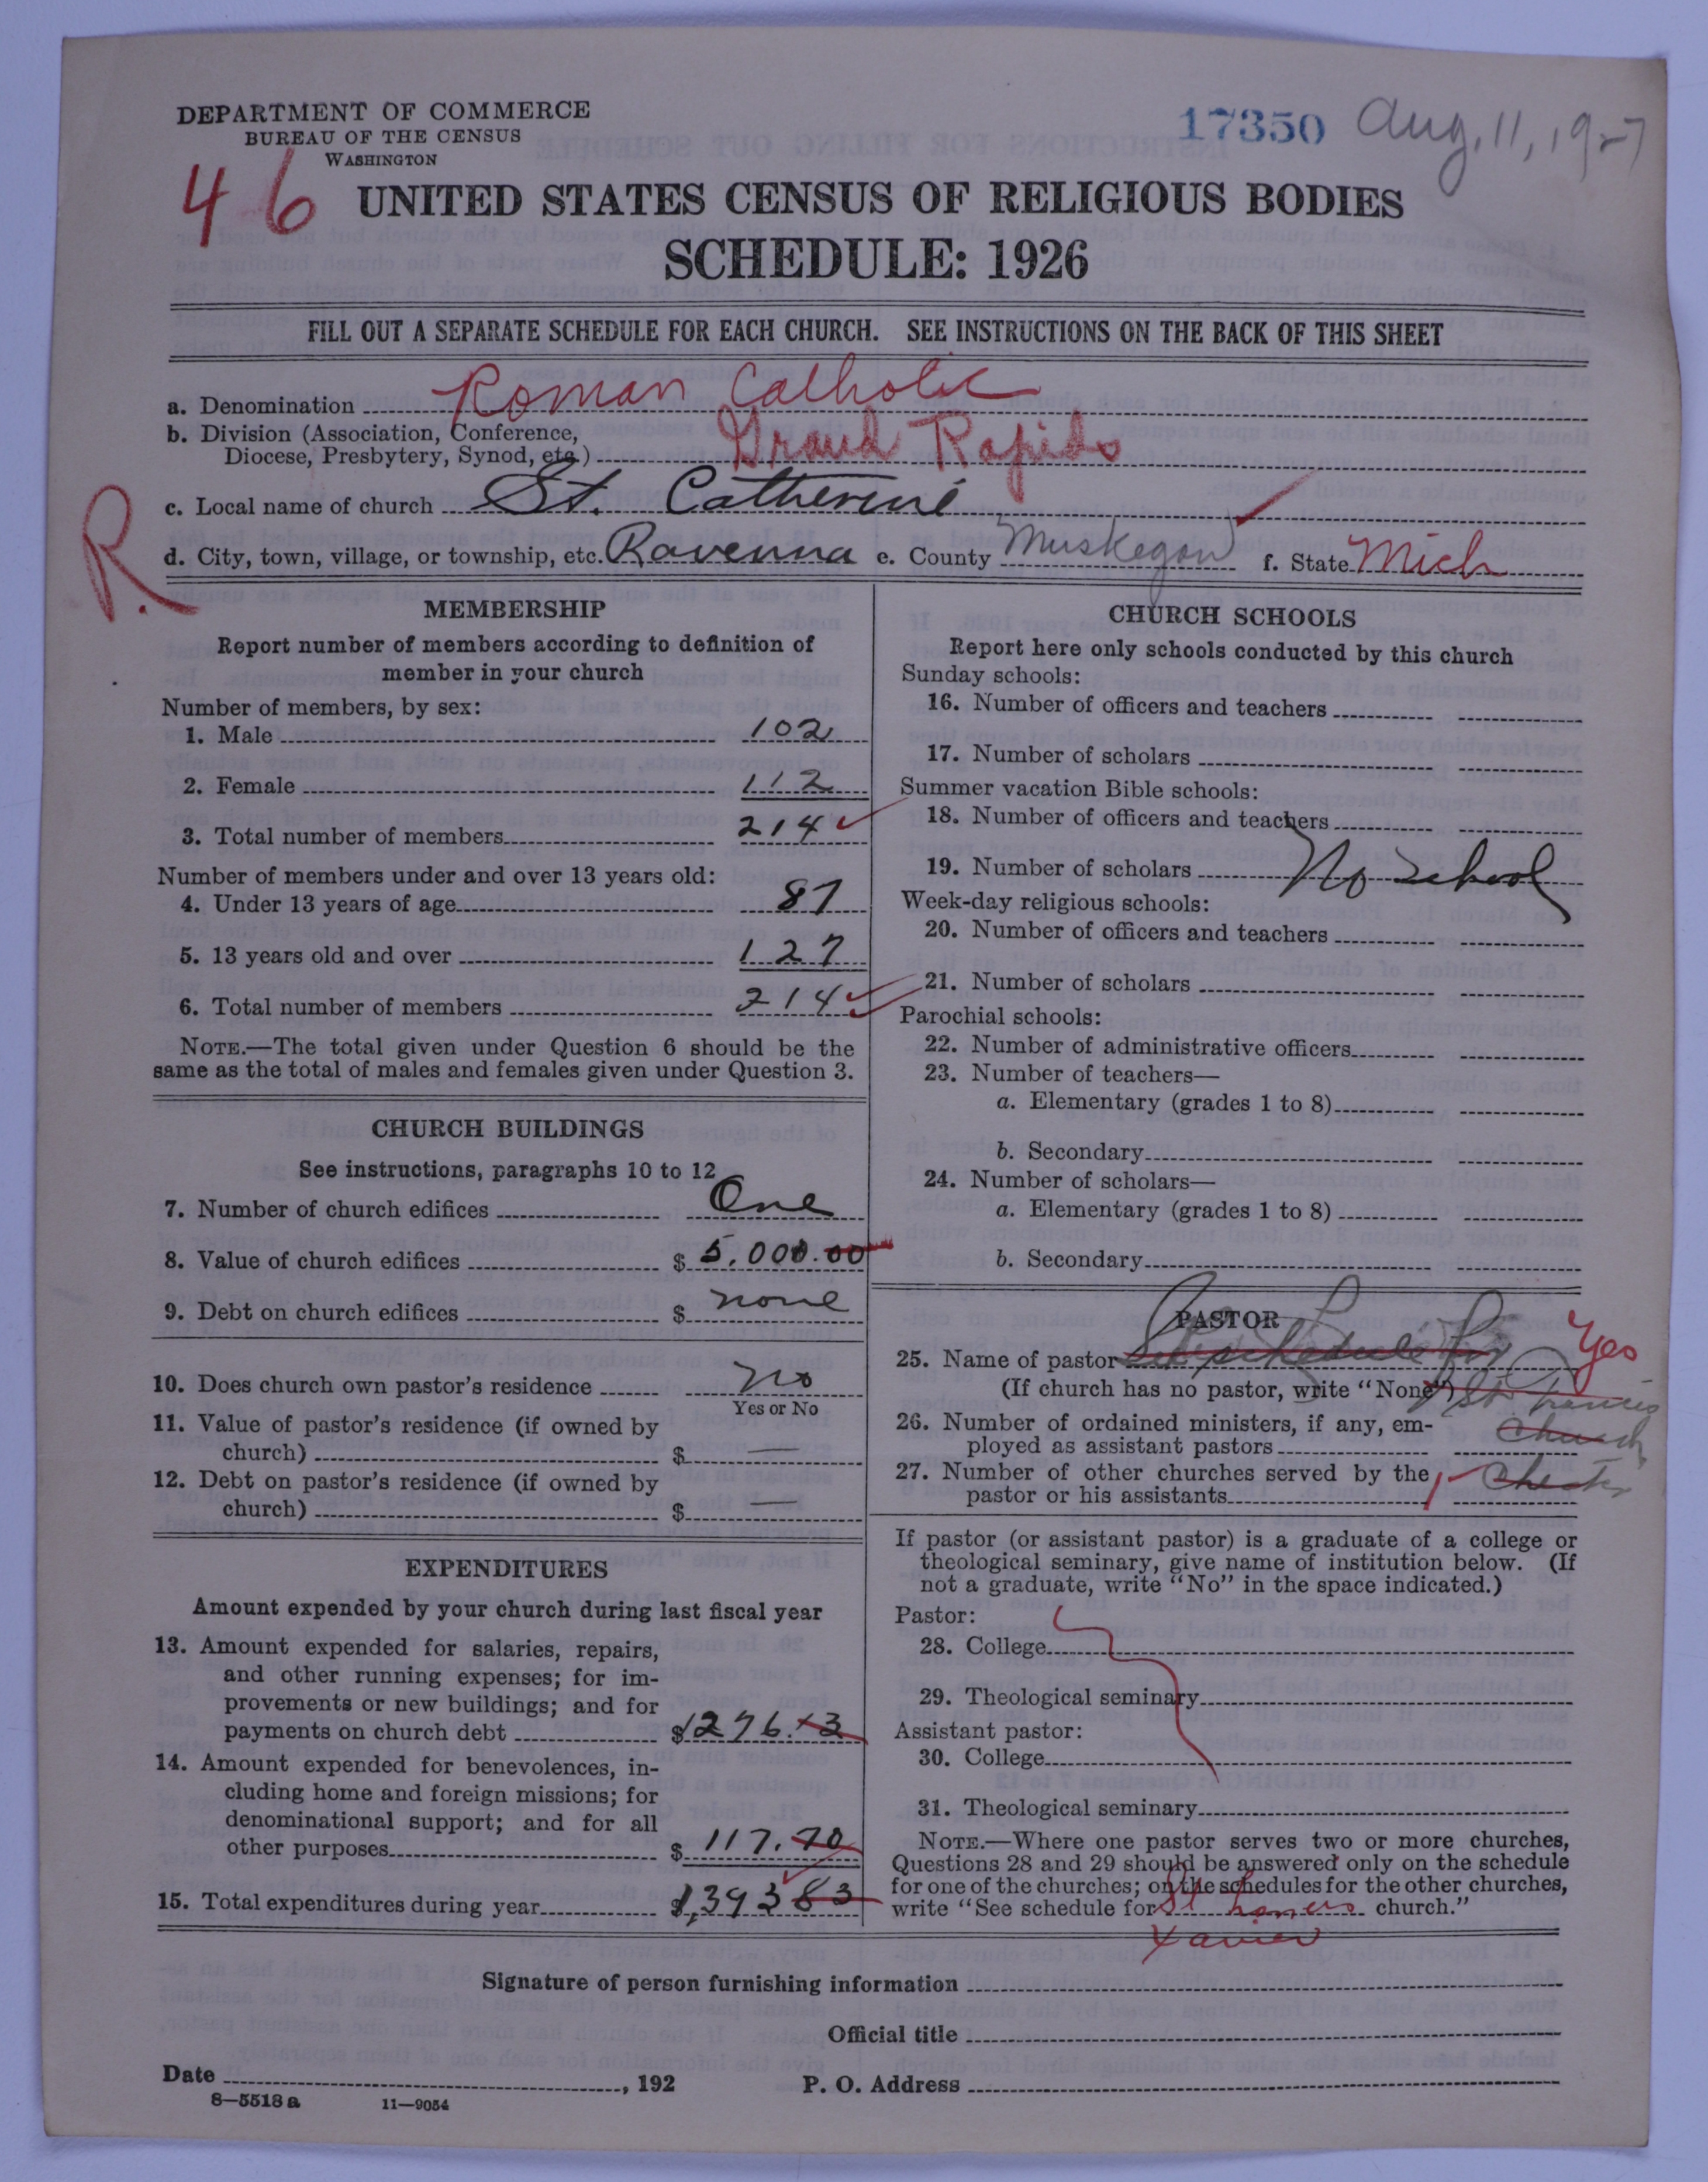 DEPARTMENT OF COMMERCE
BUREAU OF THE CENSUS
WASHINGTON
17350 Aug, 11, 1927
46
UNITED STATES CENSUS OF RELIGIOUS BODIES
SCHEDULE: 1926
FILL OUT A SEPARATE SCHEDULE FOR EACH CHURCH. SEE INSTRUCTIONS ON THE BACK OF THIS SHEET
a. Denomination Roman Catholic
b. Division (Association, Conference,
Diocese, Presbytery, Synod, etc.) Grand Rapids
R.
c. Local name of church St. Catherine
d. City, town, village, or township, etc. Ravenna e. County Muskegon f. State Mich
MEMBERSHIP
Report number of members according to definition of
member in your church
Number of members, by sex:
1. Male 102
2. Female 112
3. Total number of members 214
Number of members under and over 13 years old:
4. Under 13 years of age 87
5. 13 years old and over 127
6. Total number of members 214
NOTE.—The total given under Question 6 should be the
same as the total of males and females given under Question 3.
CHURCH BUILDINGS
See instructions, paragraphs 10 to 12
7. Number of church edifices One
8. Value of church edifices $ 5,000.00
9. Debt on church edifices $ none
10. Does church own pastor's residence No
Yes or No
11. Value of pastor's residence (if owned by
church) $ —
12. Debt on pastor's residence (if owned by
church) $ —
EXPENDITURES
Amount expended by your church during last fiscal year
13. Amount expended for salaries, repairs,
and other running expenses; for im-
provements or new buildings; and for
payments on church debt $1276.13
14. Amount expended for benevolences, in-
cluding home and foreign missions; for
denominational support; and for all
other purposes $ 117.70
15. Total expenditures during year $1,393 83
CHURCH SCHOOLS
Report here only schools conducted by this church
Sunday schools:
16. Number of officers and teachers
17. Number of scholars
Summer vacation Bible schools:
18. Number of officers and teachers
19. Number of scholars No School
Week-day religious schools:
20. Number of officers and teachers
21. Number of scholars
Parochial schools:
22. Number of administrative officers
23. Number of teachers—
a. Elementary (grades 1 to 8)
b. Secondary
24. Number of scholars—
a. Elementary (grades 1 to 8)
b. Secondary
PASTOR
25. Name of pastor schedule for Yes
(If church has no pastor, write "None") St Francis
26. Number of ordained ministers, if any, em-
ployed as assistant pastors Church
27. Number of other churches served by the
pastor or his assistants 1
If pastor (or assistant pastor) is a graduate of a college or
theological seminary, give name of institution below. (If
not a graduate, write "No" in the space indicated.)
Pastor:
28. College
29. Theological seminary
Assistant pastor:
30. College
31. Theological seminary
NOTE.—Where one pastor serves two or more churches,
Questions 28 and 29 should be answered only on the schedule
for one of the churches; on the schedules for the other churches,
write "See schedule for St Francis church."
Xavier
Signature of person furnishing information
Official title
Date , 192 P. O. Address
8—5518 a 11—9054